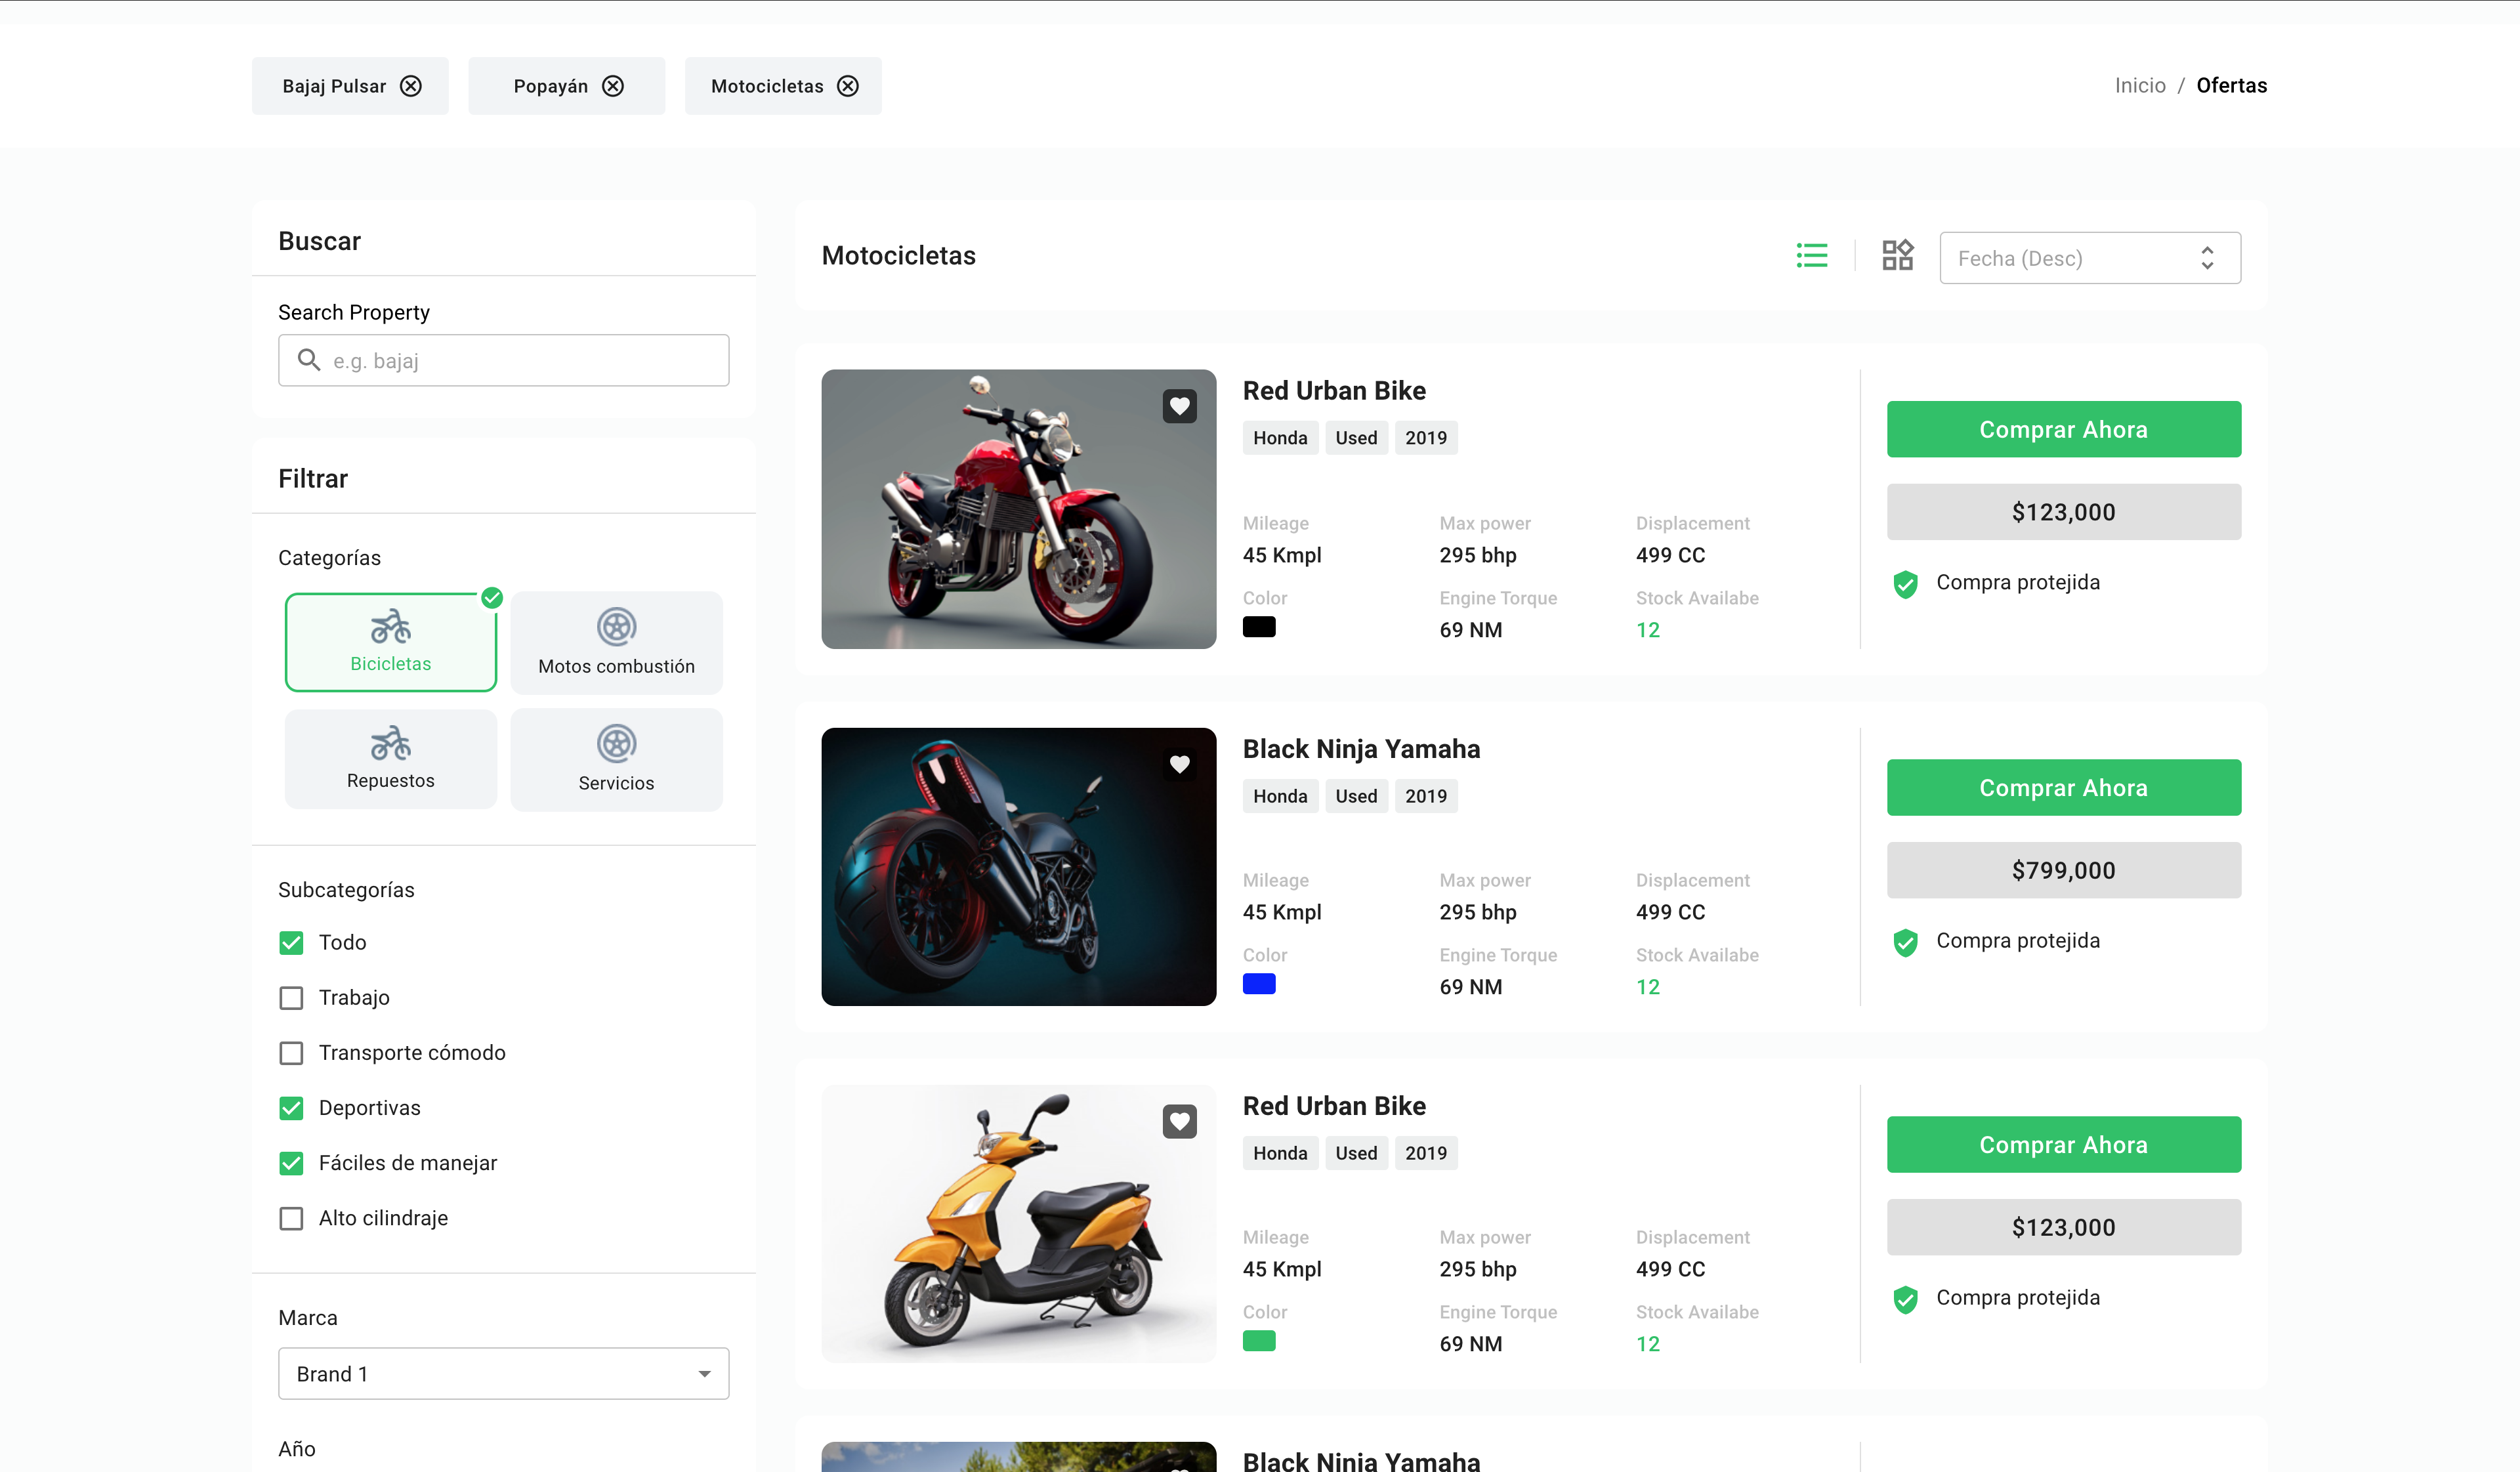 Bajaj Pulsar
Popayán
Motocicletas
Inicio / Ofertas
Buscar
Search Property
e.g. bajaj
Filtrar
Categorías
Bicicletas
Motos combustión
Repuestos
Servicios
Subcategorías
Todo
Trabajo
Transporte cómodo
Deportivas
Fáciles de manejar
Alto cilindraje
Marca
Brand 1
Año
Motocicletas
Fecha (Desc)
Red Urban Bike
Honda Used 2019
Mileage Max power Displacement
45 Kmpl 295 bhp 499 CC
Color Engine Torque Stock Availabe
69 NM 12
Comprar Ahora
$123,000
Compra protejida
Black Ninja Yamaha
Honda Used 2019
Mileage Max power Displacement
45 Kmpl 295 bhp 499 CC
Color Engine Torque Stock Availabe
69 NM 12
Comprar Ahora
$799,000
Compra protejida
Red Urban Bike
Honda Used 2019
Mileage Max power Displacement
45 Kmpl 295 bhp 499 CC
Color Engine Torque Stock Availabe
69 NM 12
Comprar Ahora
$123,000
Compra protejida
Black Ninja Yamaha